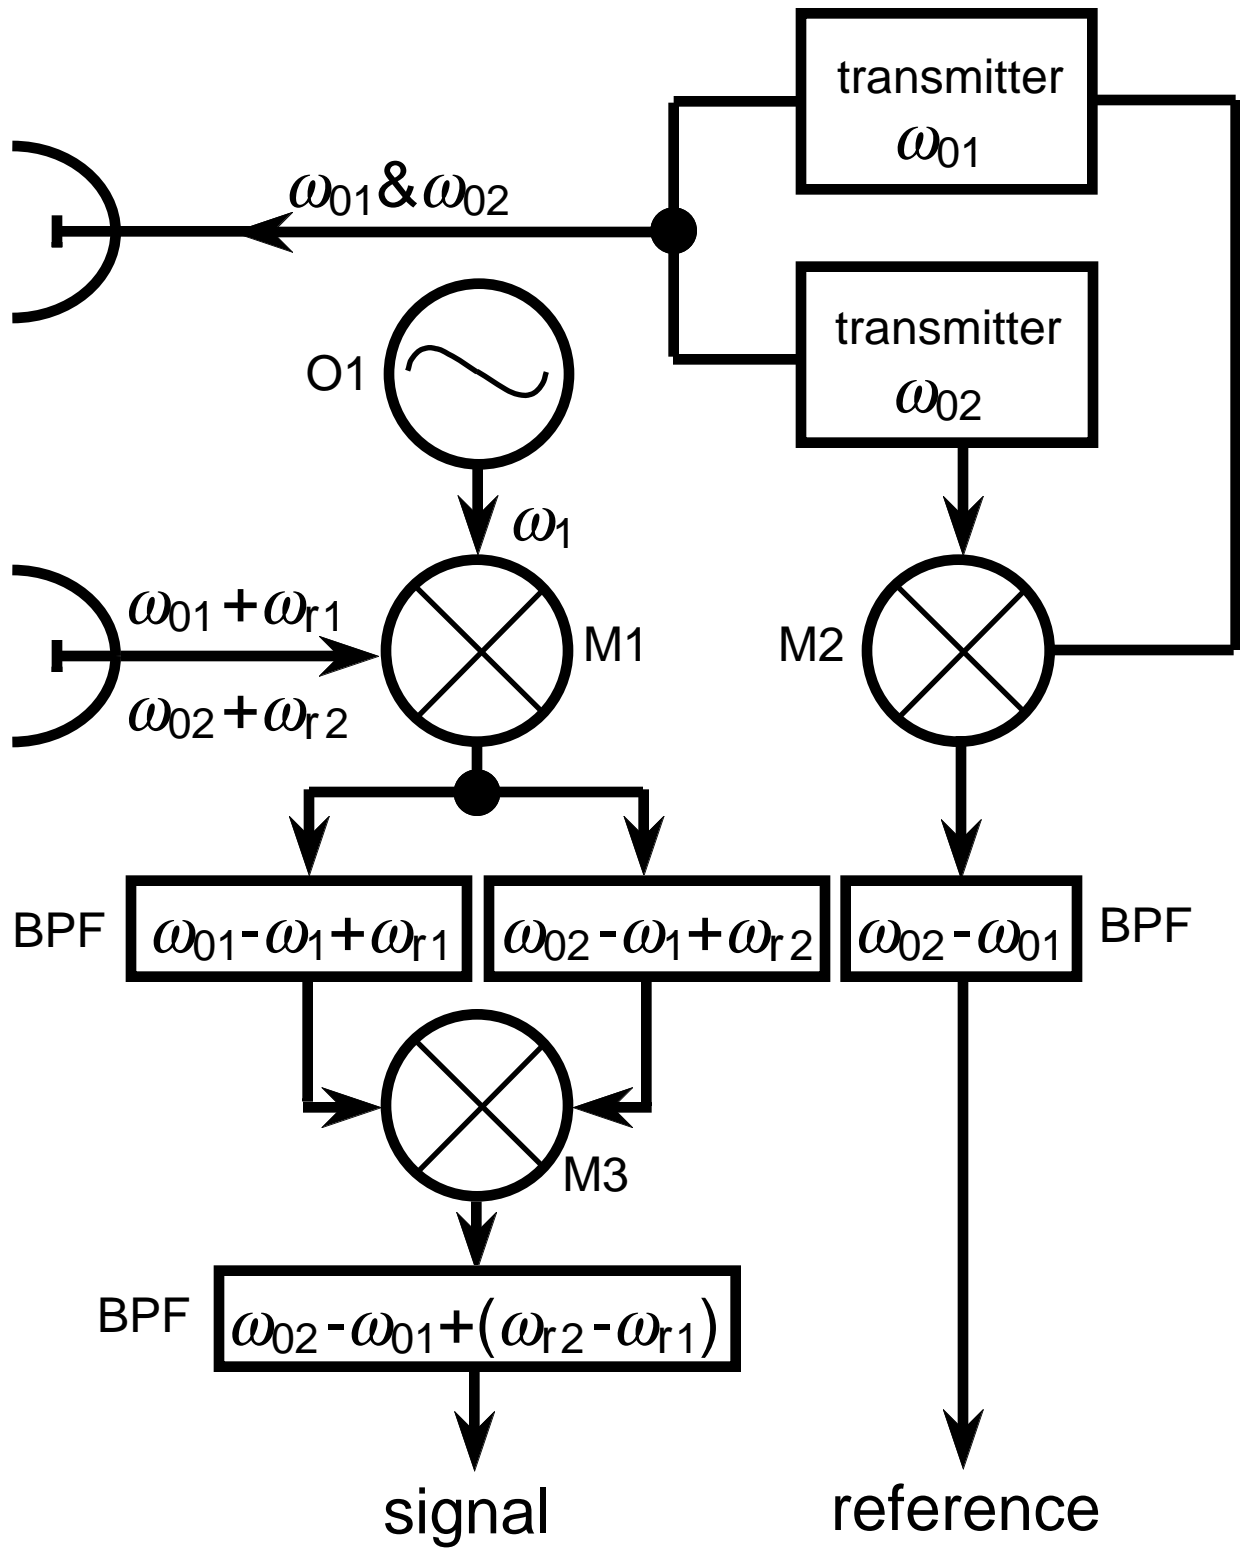 transmitter
ω01
ω01&ω02
transmitter
ω02
O1
ω1
ω01+ωr1
M1
M2
ω02+ωr2
BPF
ω01-ω1+ωr1
ω02-ω1+ωr2
ω02-ω01
BPF
M3
BPF
ω02-ω01+(ωr2-ωr1)
signal
reference